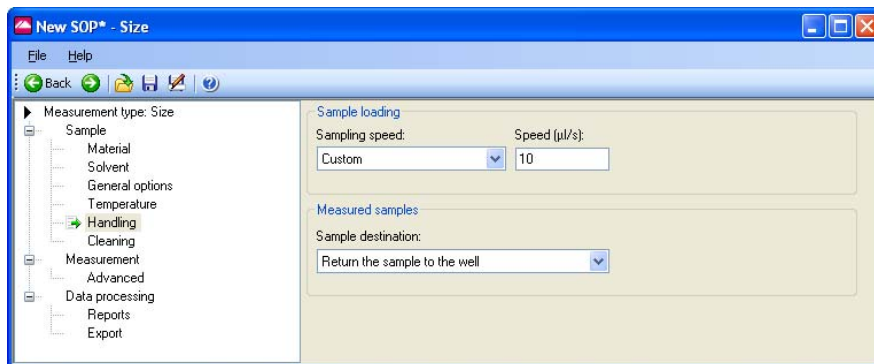 New SOP* - Size
File Help
Back
Measurement type: Size
Sample
Material
Solvent
General options
Temperature
Handling
Cleaning
Measurement
Advanced
Data processing
Reports
Export
Sample loading
Sampling speed: Speed (µl/s):
Custom 10
Measured samples
Sample destination:
Return the sample to the well